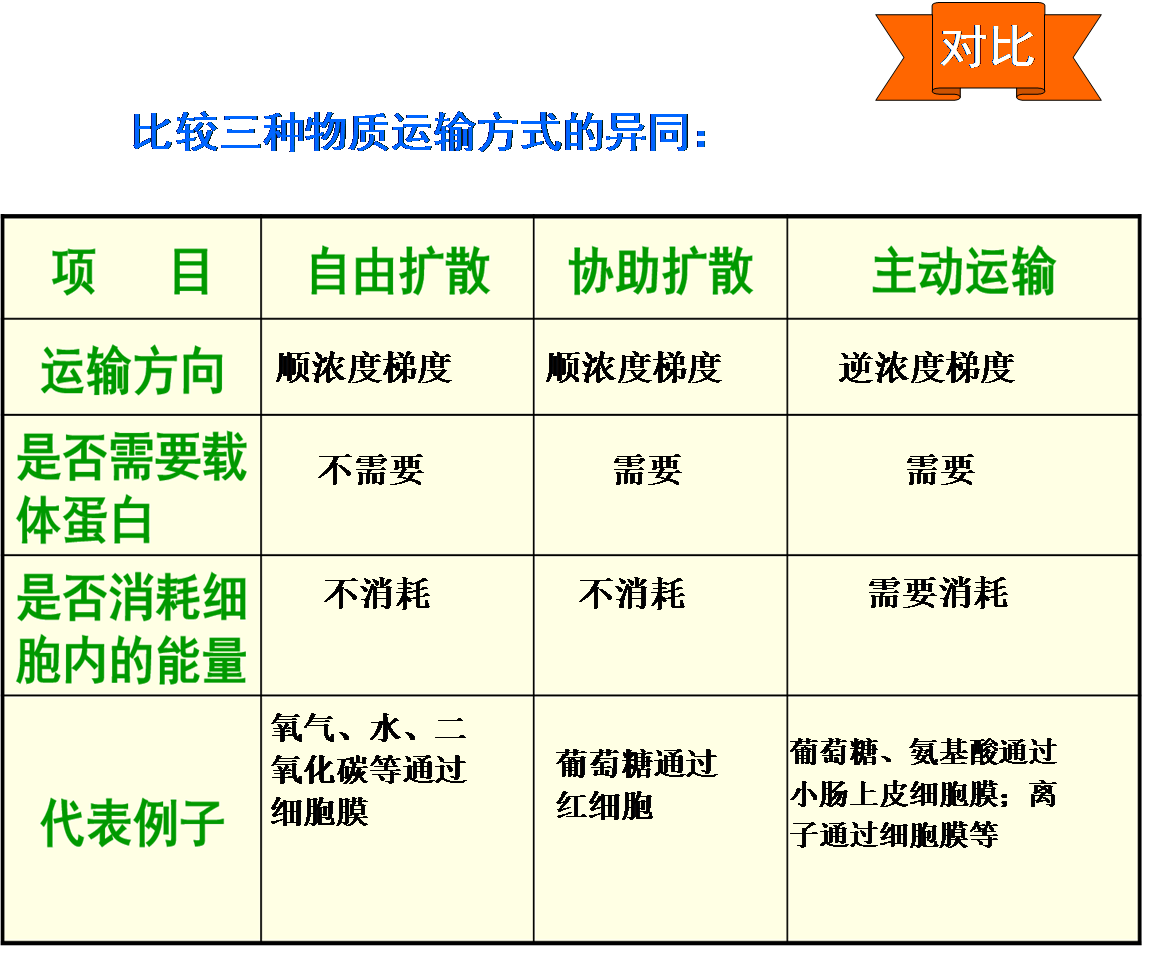 对比
比较三种物质运输方式的异同：
项 目
自由扩散
协助扩散
主动运输
运输方向
顺浓度梯度
顺浓度梯度
逆浓度梯度
是否需要载
体蛋白
不需要
需要
需要
是否消耗细
胞内的能量
不消耗
不消耗
需要消耗
代表例子
氧气、水、二
氧化碳等通过
细胞膜
葡萄糖通过
红细胞
葡萄糖、氨基酸通过
小肠上皮细胞膜；离
子通过细胞膜等